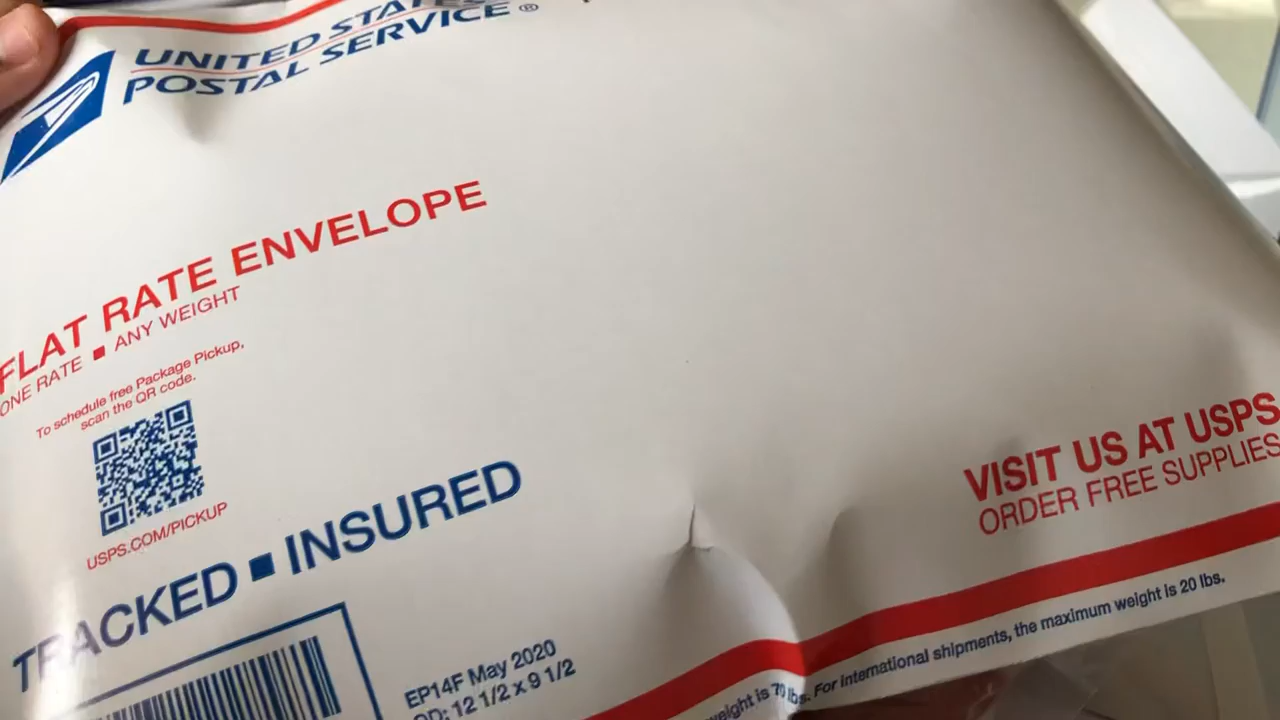 UNITED STATES
POSTAL SERVICE®
FLAT RATE ENVELOPE
ONE RATE ■ ANY WEIGHT
To schedule free Package Pickup,
scan the QR code.
USPS.COM/PICKUP
TRACKED ■ INSURED
EP14F May 2020
OD: 12 1/2 x 9 1/2
VISIT US AT USPS
ORDER FREE SUPPLIES
weight is 70 lbs. For international shipments, the maximum weight is 20 lbs.